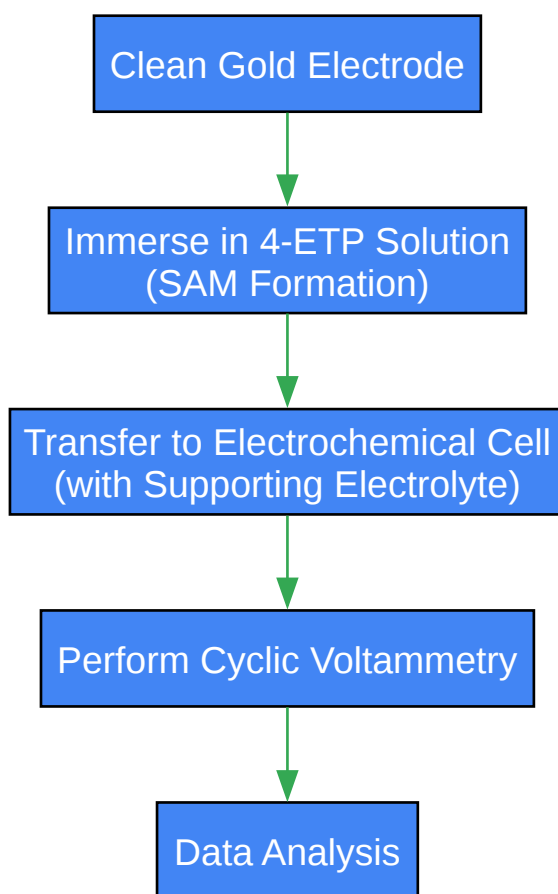 Clean Gold Electrode
Immerse in 4-ETP Solution
(SAM Formation)
Transfer to Electrochemical Cell
(with Supporting Electrolyte)
Perform Cyclic Voltammetry
Data Analysis